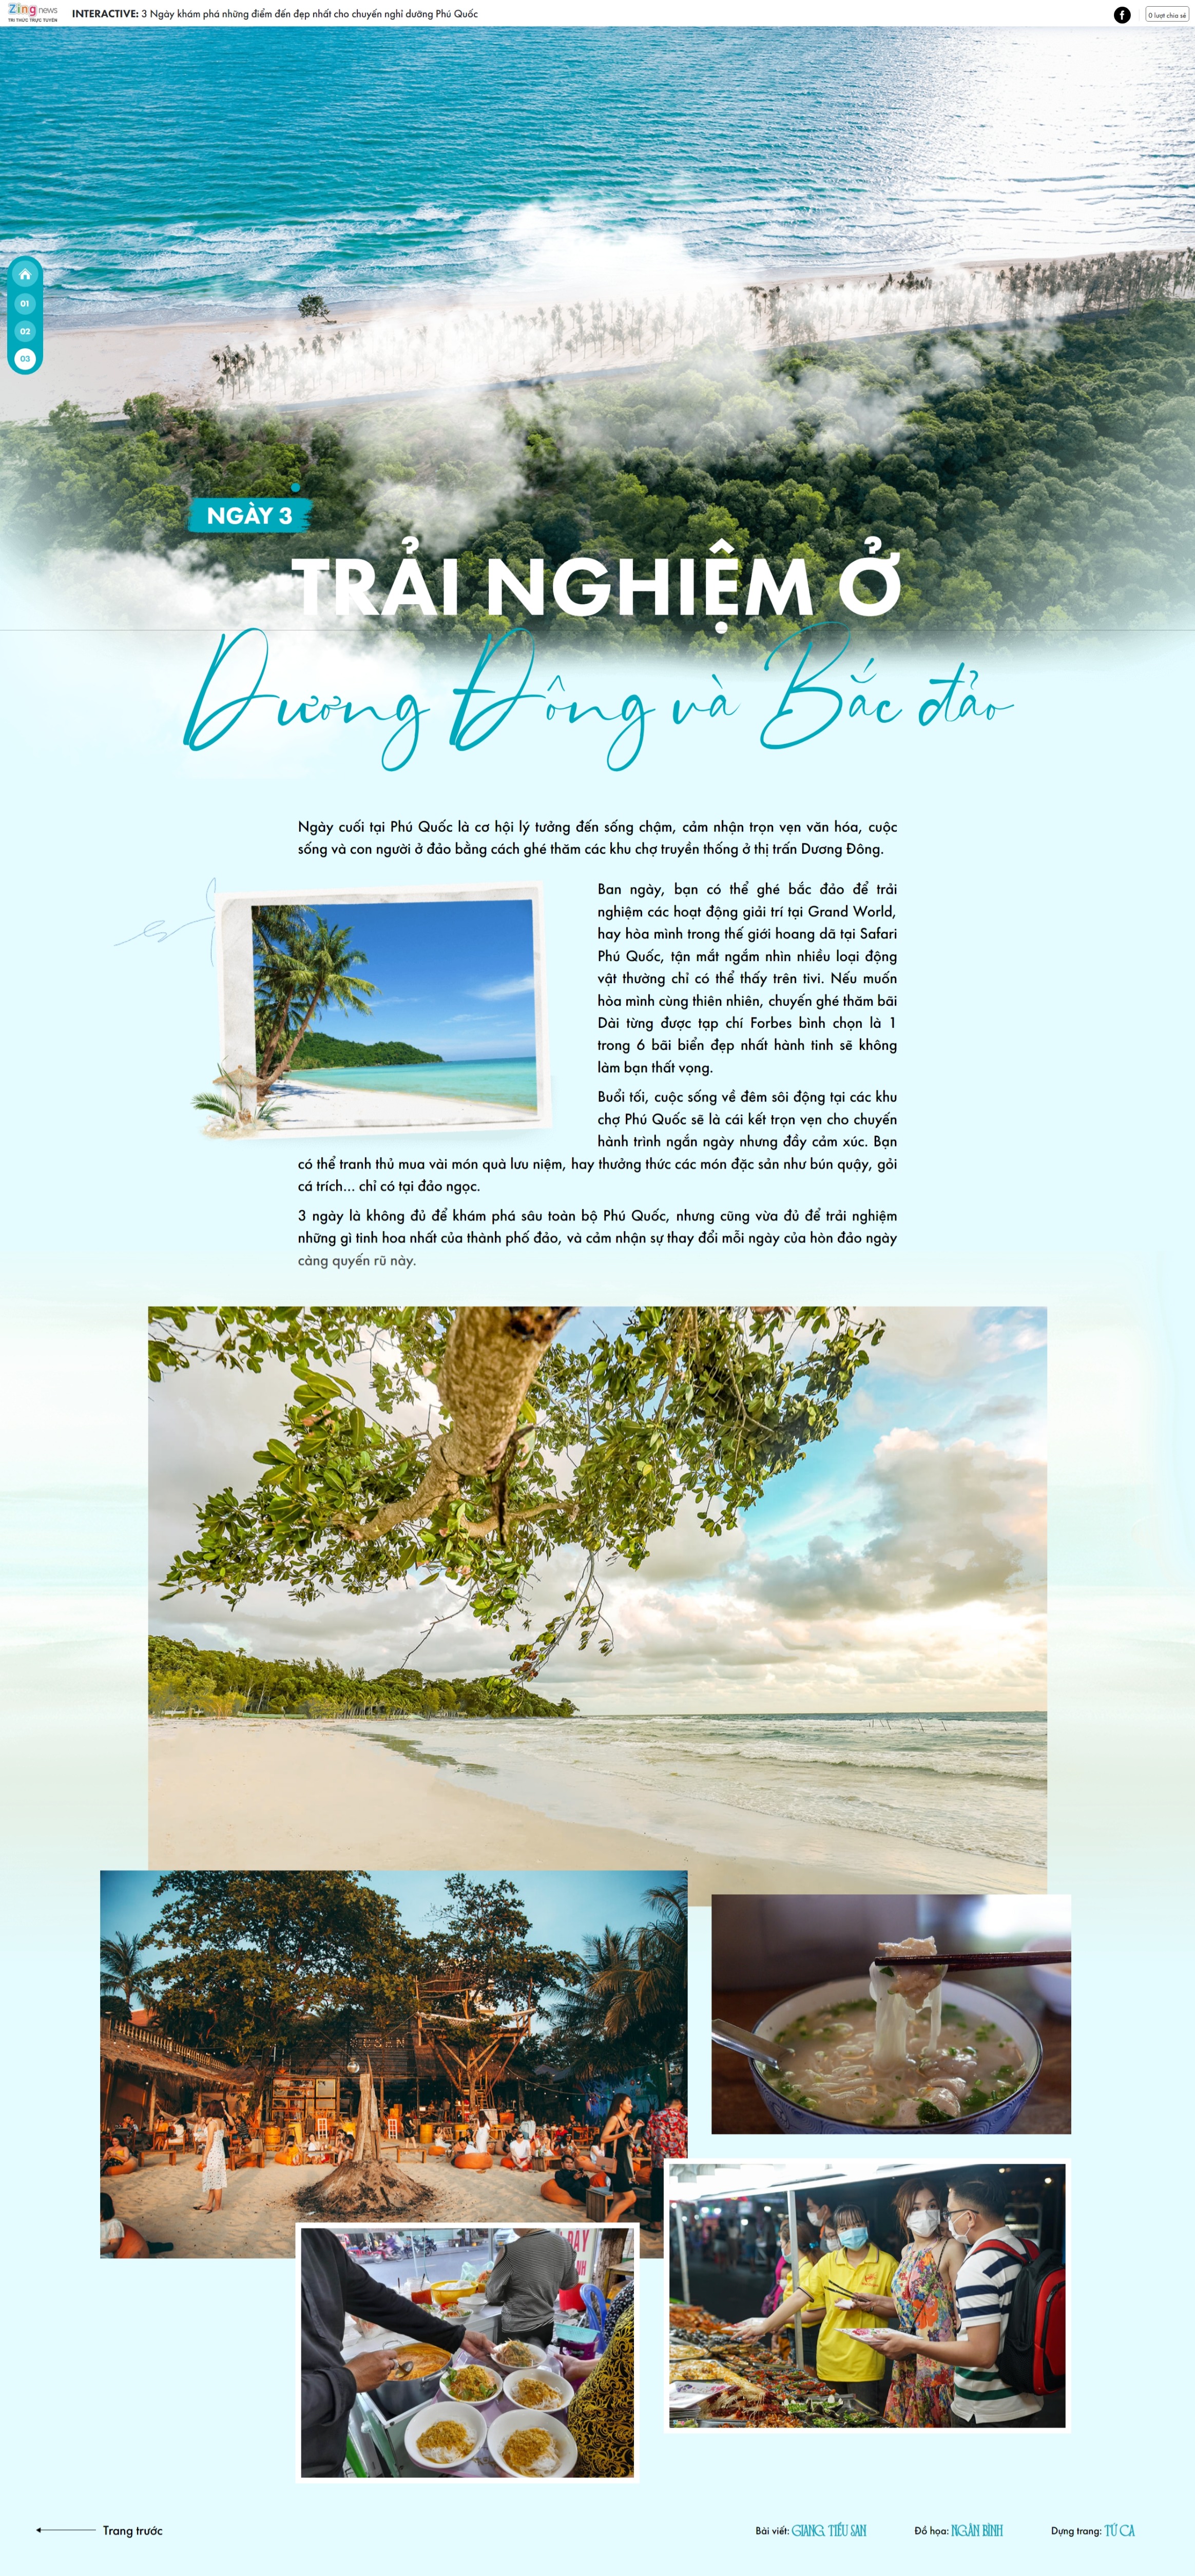 Zing news
TRI THỨC TRỰC TUYẾN
INTERACTIVE: 3 Ngày khám phá những điểm đến đẹp nhất cho chuyến nghỉ dưỡng Phú Quốc
f
0 lượt chia sẻ
01
02
03
NGÀY 3
TRẢI NGHIỆM Ở
Dương Đông và Bắc đảo
Ngày cuối tại Phú Quốc là cơ hội lý tưởng đến sống chậm, cảm nhận trọn vẹn văn hóa, cuộc
sống và con người ở đảo bằng cách ghé thăm các khu chợ truyền thống ở thị trấn Dương Đông.
Ban ngày, bạn có thể ghé bắc đảo để trải
nghiệm các hoạt động giải trí tại Grand World,
hay hòa mình trong thế giới hoang dã tại Safari
Phú Quốc, tận mắt ngắm nhìn nhiều loại động
vật thường chỉ có thể thấy trên tivi. Nếu muốn
hòa mình cùng thiên nhiên, chuyến ghé thăm bãi
Dài từng được tạp chí Forbes bình chọn là 1
trong 6 bãi biển đẹp nhất hành tinh sẽ không
làm bạn thất vọng.
Buổi tối, cuộc sống về đêm sôi động tại các khu
chợ Phú Quốc sẽ là cái kết trọn vẹn cho chuyến
hành trình ngắn ngày nhưng đầy cảm xúc. Bạn
có thể tranh thủ mua vài món quà lưu niệm, hay thưởng thức các món đặc sản như bún quậy, gỏi
cá trích... chỉ có tại đảo ngọc.
3 ngày là không đủ để khám phá sâu toàn bộ Phú Quốc, nhưng cũng vừa đủ để trải nghiệm
những gì tinh hoa nhất của thành phố đảo, và cảm nhận sự thay đổi mỗi ngày của hòn đảo ngày
càng quyến rũ này.
Trang trước
Bài viết: GIANG, TIỂU SAN
Đồ họa: NGÂN BÌNH
Dựng trang: TỪ CA